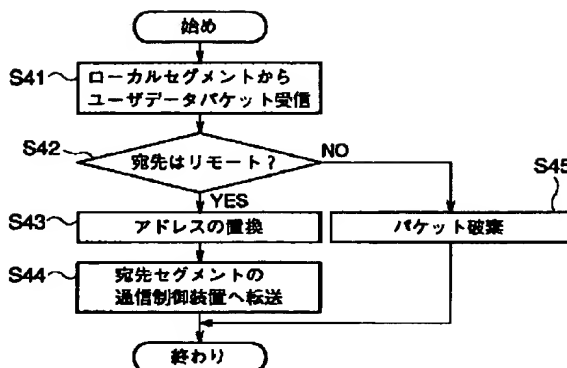 始め
S41
ローカルセグメントから
ユーザデータパケット受信
S42
宛先はリモート?
NO
YES
S43
アドレスの置換
S45
パケット破棄
S44
宛先セグメントの
通信制御装置へ転送
終わり